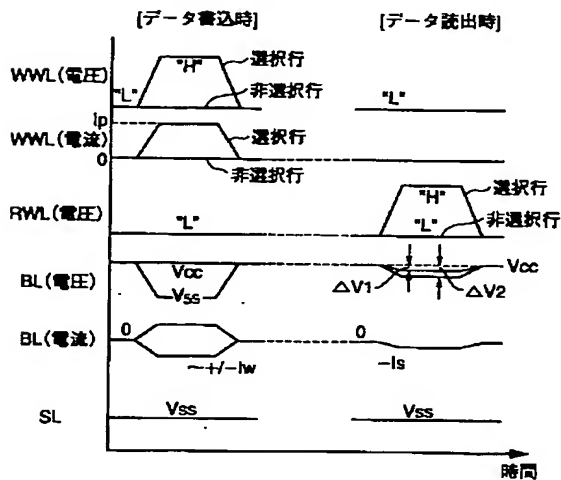 [データ書込時] [データ読出時]
WWL(電圧) "L" "H" 選択行 非選択行 "L"
WWL(電流) Ip 0 選択行 非選択行
RWL(電圧) "L" "H" "L" 選択行 非選択行
BL(電圧) Vcc Vss △V1 △V2 Vcc
BL(電流) 0 ~+/-Iw 0 -Is
SL Vss Vss
時間